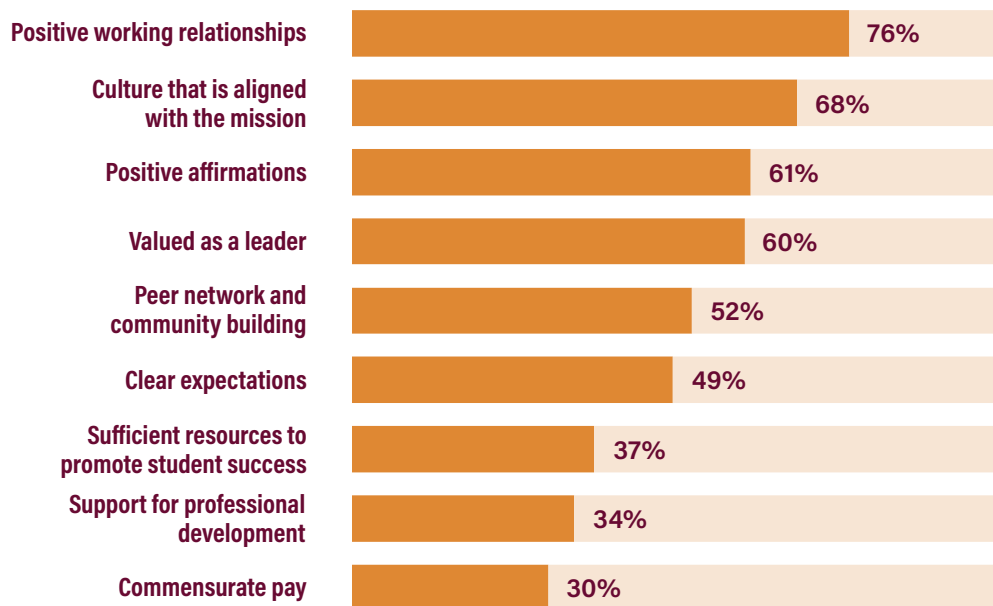 Positive working relationships
76%
Culture that is aligned
with the mission
68%
Positive affirmations
61%
Valued as a leader
60%
Peer network and
community building
52%
Clear expectations
49%
Sufficient resources to
promote student success
37%
Support for professional
development
34%
Commensurate pay
30%